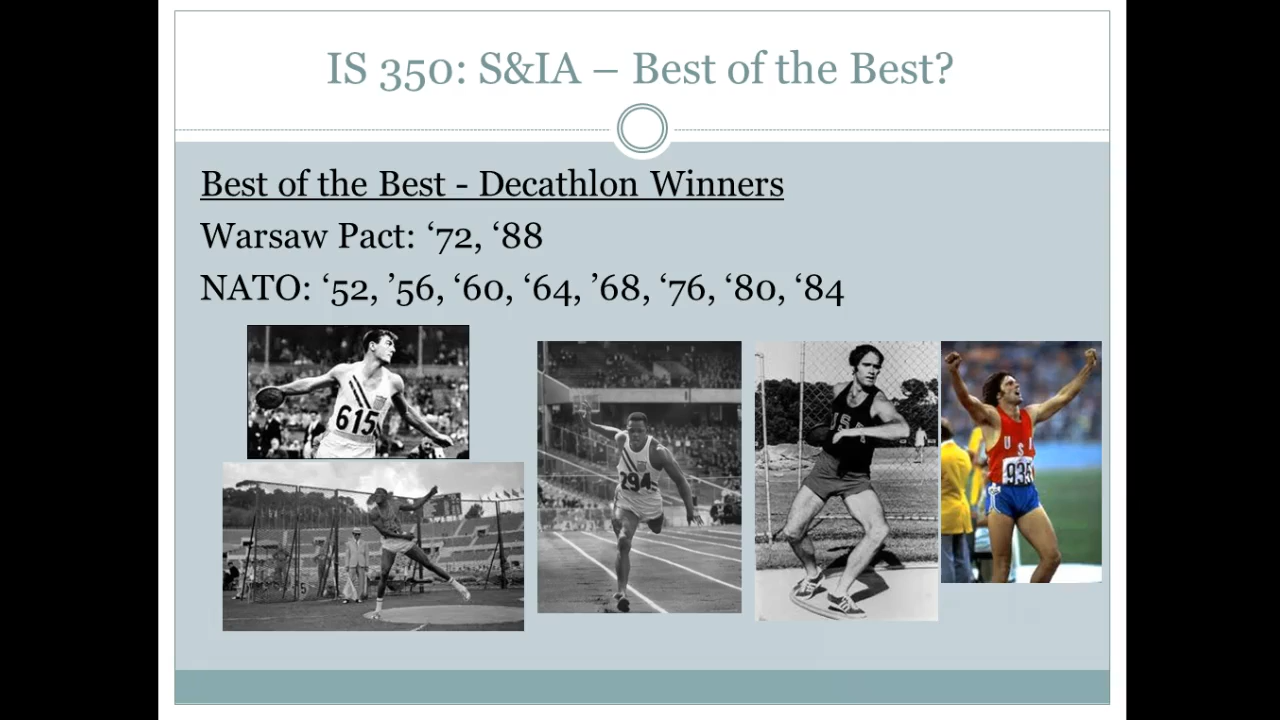 IS 350: S&IA – Best of the Best?
Best of the Best - Decathlon Winners
Warsaw Pact: ‘72, ‘88
NATO: ‘52, ’56, ‘60, ‘64, ’68, ‘76, ‘80, ‘84
615
294
USA
US
935